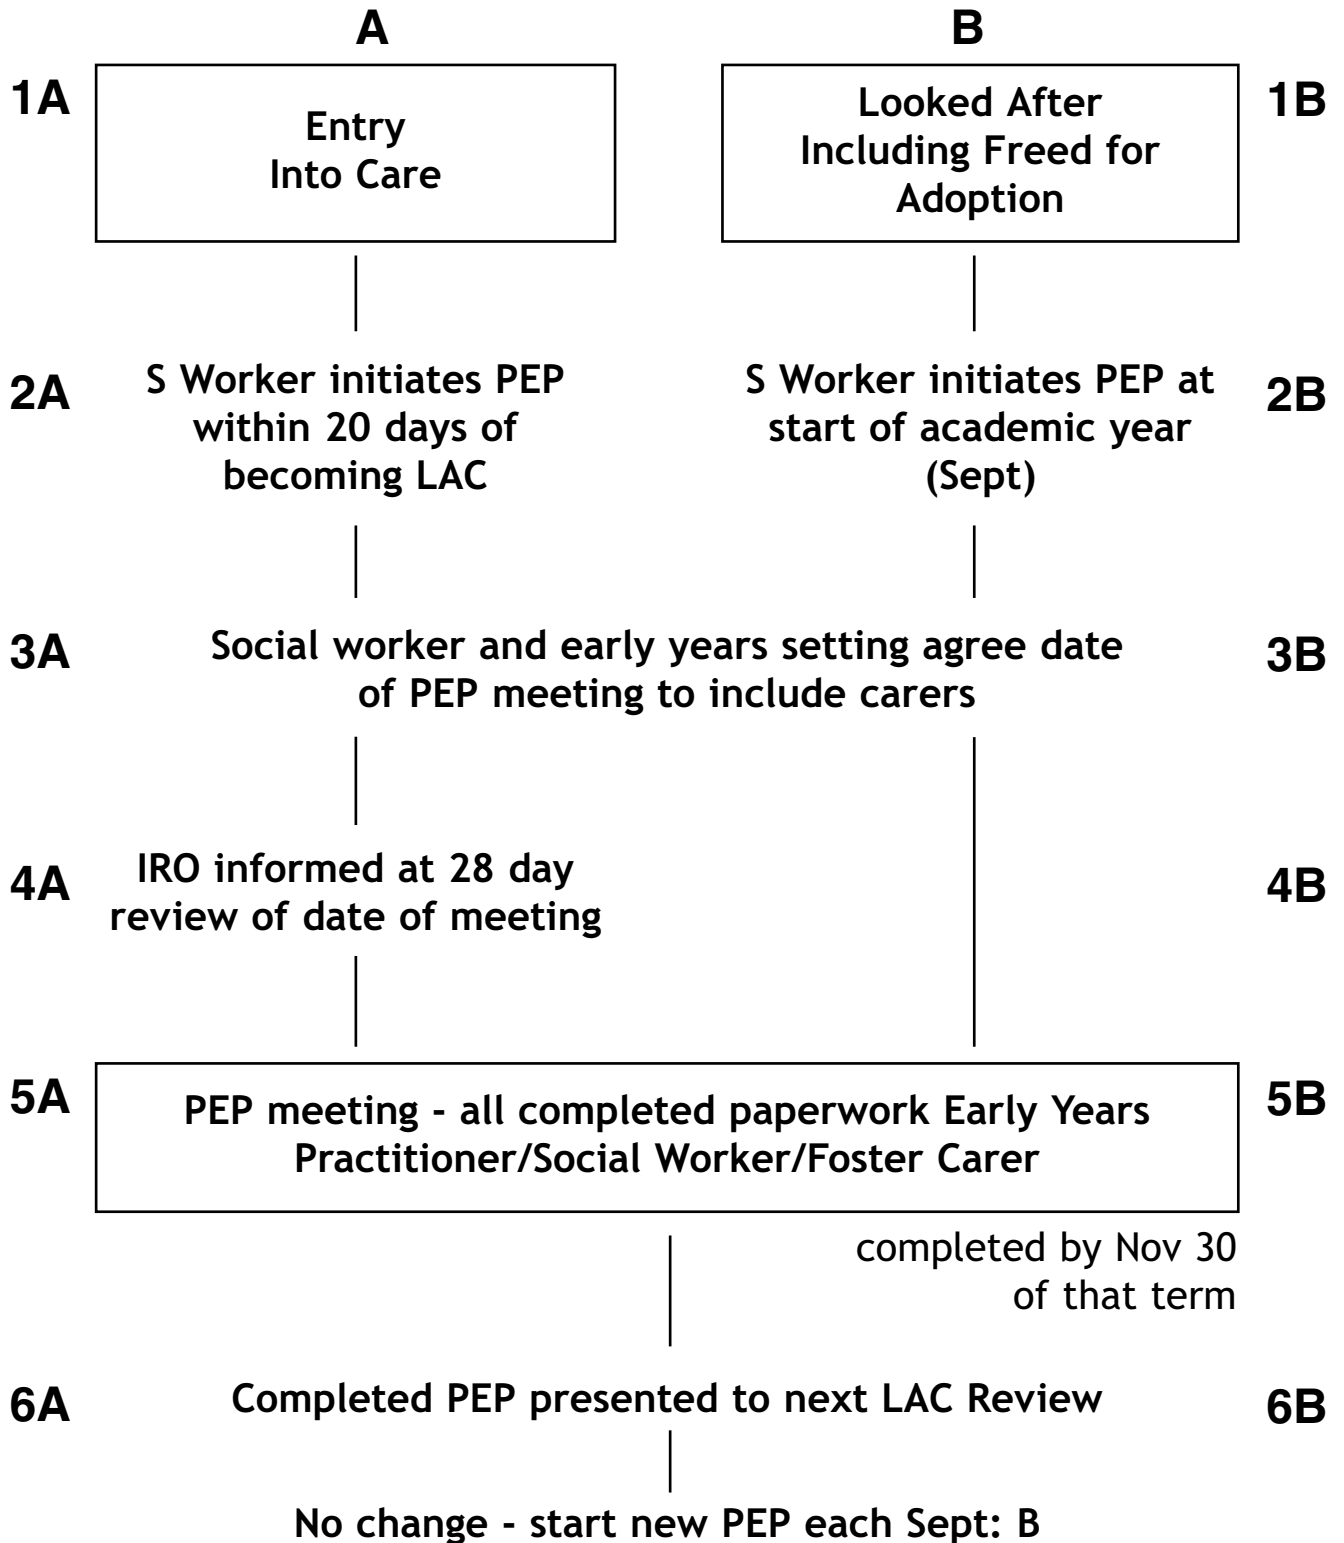 A
B
1A
Entry
Into Care
Looked After
Including Freed for
Adoption
1B
2A
S Worker initiates PEP
within 20 days of
becoming LAC
S Worker initiates PEP at
start of academic year
(Sept)
2B
3A
Social worker and early years setting agree date
of PEP meeting to include carers
3B
4A
IRO informed at 28 day
review of date of meeting
4B
5A
PEP meeting - all completed paperwork Early Years
Practitioner/Social Worker/Foster Carer
5B
completed by Nov 30
of that term
6A
Completed PEP presented to next LAC Review
6B
No change - start new PEP each Sept: B